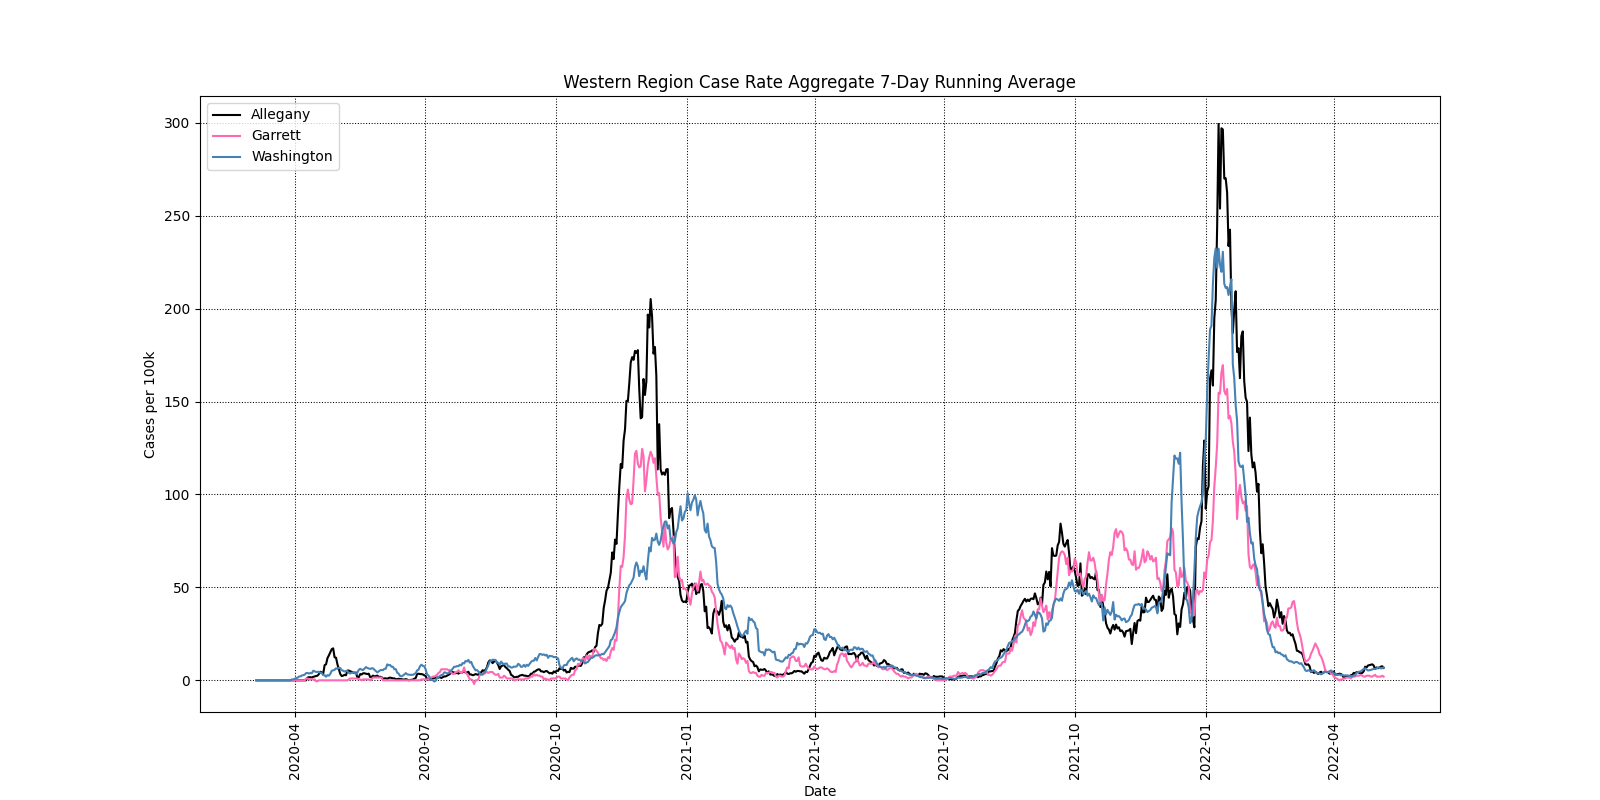 Western Region Case Rate Aggregate 7-Day Running Average
Allegany
Garrett
Washington
300
250
200
150
100
50
0
Cases per 100k
2020-04
2020-07
2020-10
2021-01
2021-04
2021-07
2021-10
2022-01
2022-04
Date